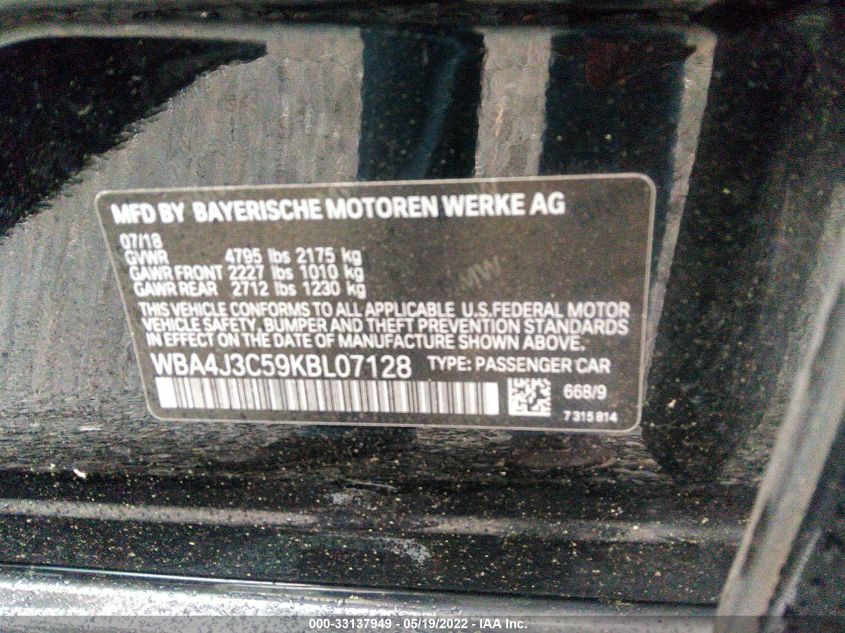 MFD BY BAYERISCHE MOTOREN WERKE AG
07/18
GVWR 4795 lbs 2175 kg
GAWR FRONT 2227 lbs 1010 kg
GAWR REAR 2712 lbs 1230 kg
THIS VEHICLE CONFORMS TO ALL APPLICABLE U.S.FEDERAL MOTOR
VEHICLE SAFETY, BUMPER AND THEFT PREVENTION STANDARDS
IN EFFECT ON THE DATE OF MANUFACTURE SHOWN ABOVE.
WBA4J3C59KBL07128 TYPE: PASSENGER CAR
668/9
7 315 814
000-33137949 - 05/19/2022 - IAA Inc.